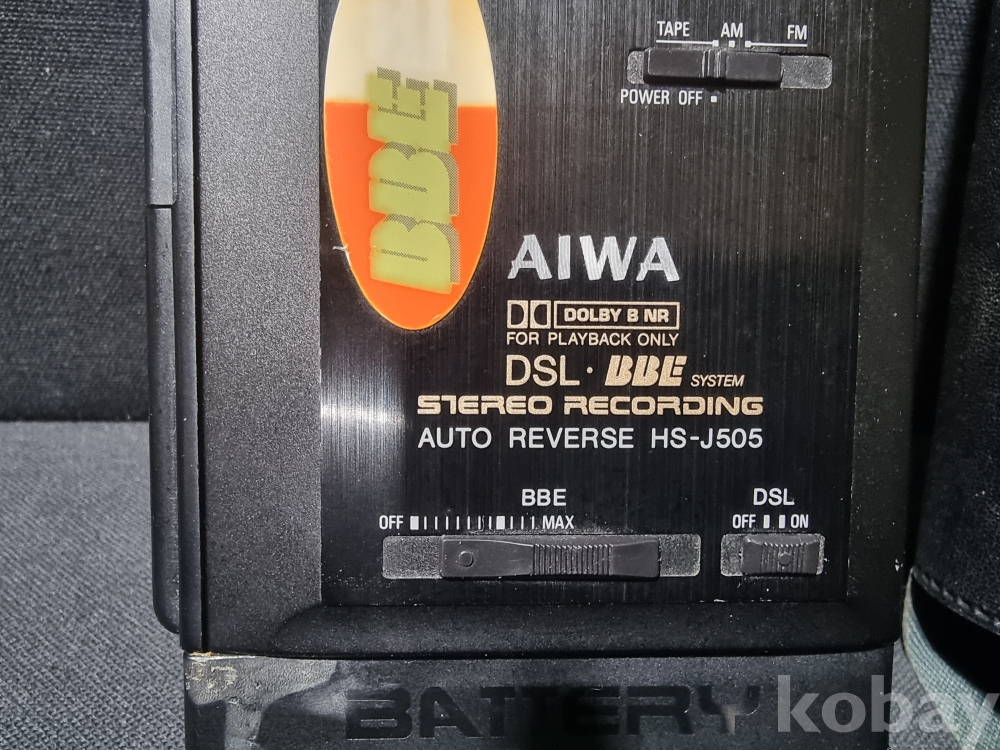 TAPE AM FM
POWER OFF
BBE
AIWA
DOLBY B NR
FOR PLAYBACK ONLY
DSL · BBE SYSTEM
STEREO RECORDING
AUTO REVERSE HS-J505
BBE DSL
OFF MAX OFF ON
BATTERY
kobay